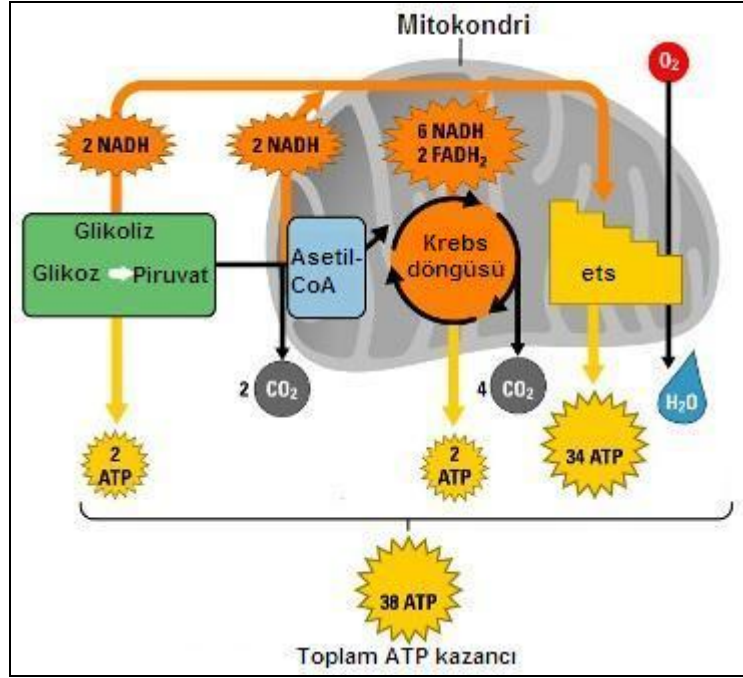 Mitokondri
O₂
2 NADH
2 NADH
6 NADH
2 FADH₂
Glikoliz
Glikoz Piruvat
Asetil-
CoA
Krebs
döngüsü
ets
2 CO₂
4 CO₂
H₂O
2
ATP
2
ATP
34 ATP
38 ATP
Toplam ATP kazancı